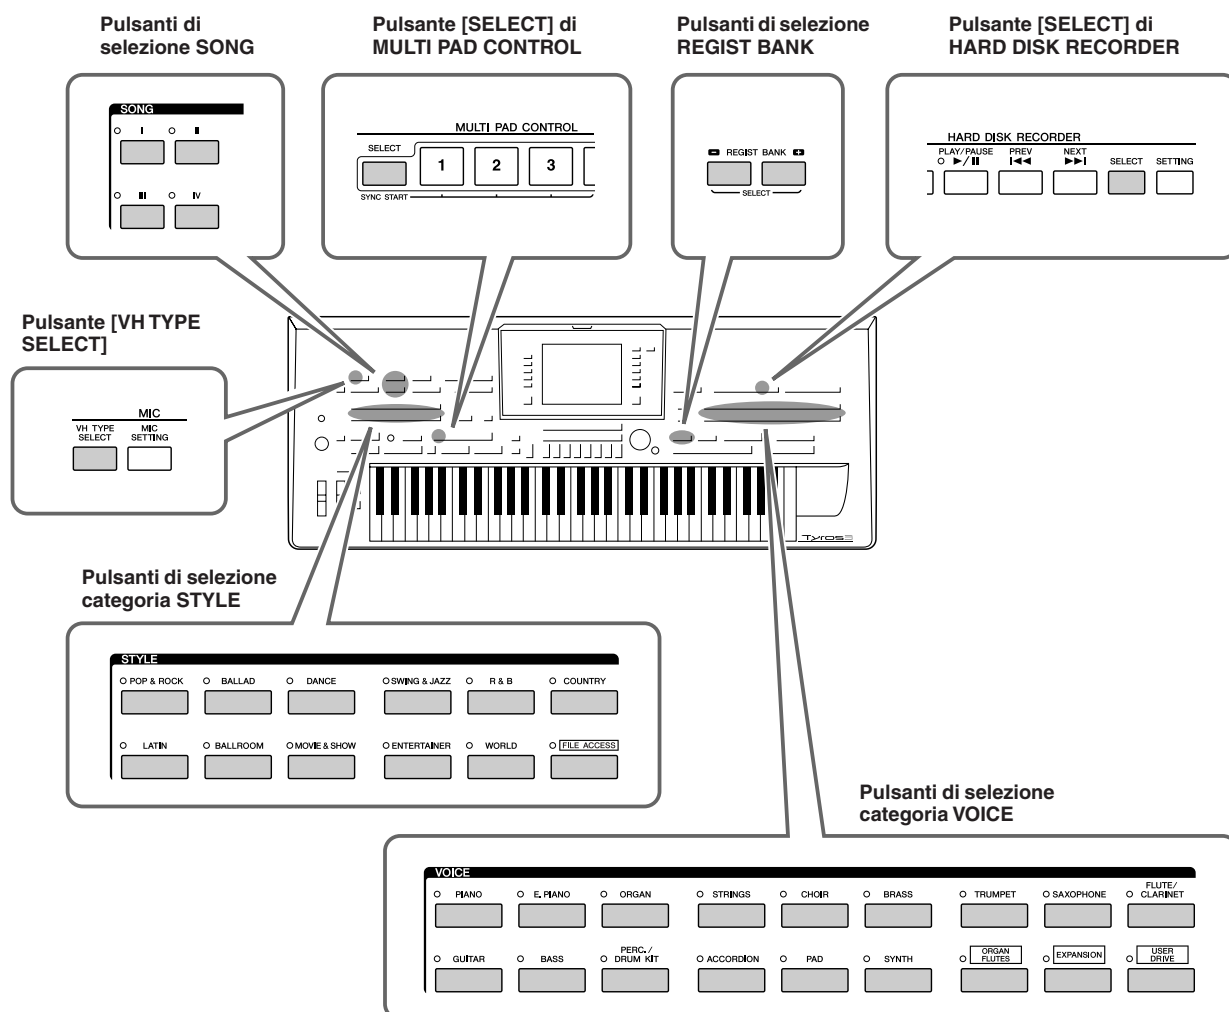 Pulsanti di
selezione SONG
Pulsante [SELECT] di
MULTI PAD CONTROL
Pulsanti di selezione
REGIST BANK
Pulsante [SELECT] di
HARD DISK RECORDER
SONG
I II
III IV
MULTI PAD CONTROL
SELECT
1 2 3
SYNC START
REGIST BANK
SELECT
HARD DISK RECORDER
PLAY/PAUSE PREV NEXT
SELECT SETTING
Pulsante [VH TYPE
SELECT]
MIC
VH TYPE
SELECT
MIC
SETTING
Tyros3
Pulsanti di selezione
categoria STYLE
STYLE
POP & ROCK BALLAD DANCE SWING & JAZZ R & B COUNTRY
LATIN BALLROOM MOVIE & SHOW ENTERTAINER WORLD FILE ACCESS
Pulsanti di selezione
categoria VOICE
VOICE
PIANO E. PIANO ORGAN STRINGS CHOIR BRASS TRUMPET SAXOPHONE FLUTE/
CLARINET
GUITAR BASS PERC. /
DRUM KIT
ACCORDION PAD SYNTH ORGAN
FLUTES
EXPANSION USER
DRIVE